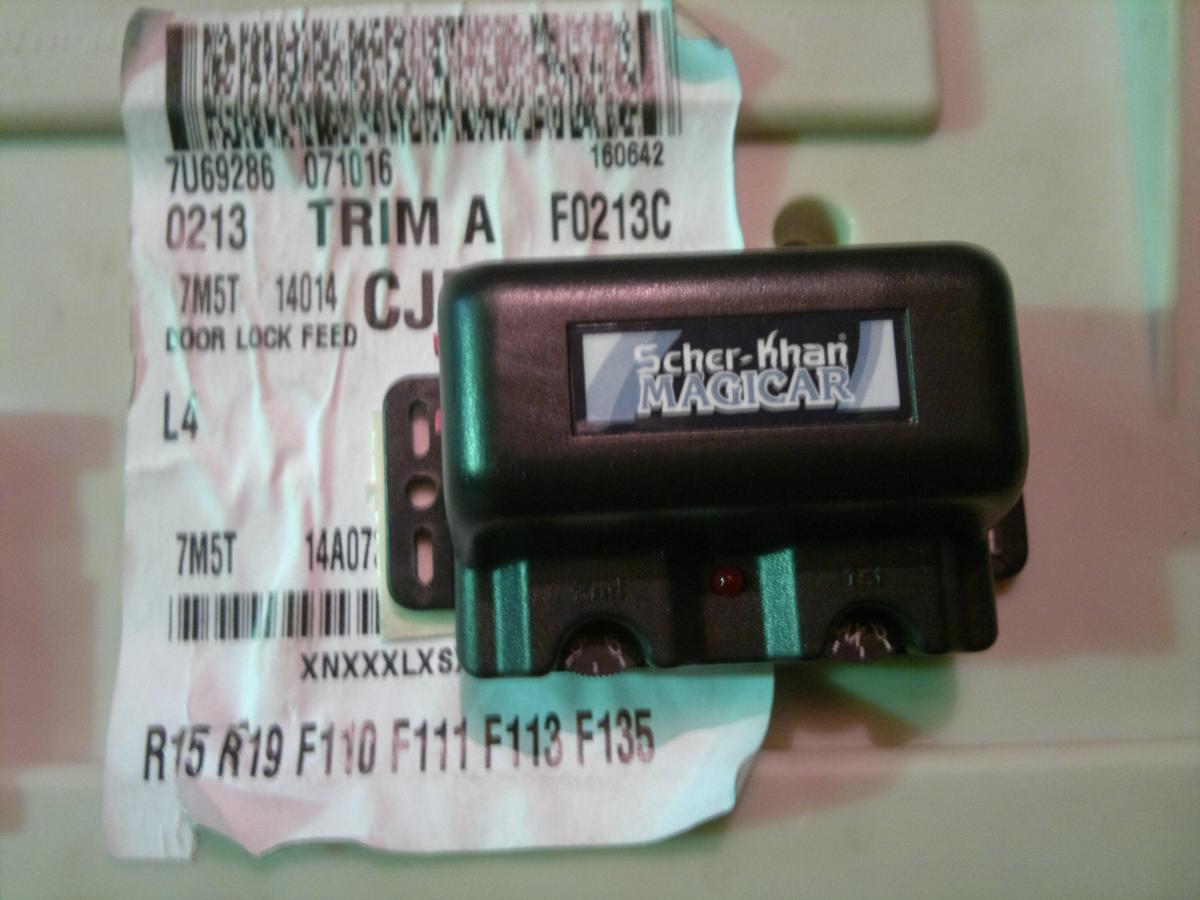 7U69286 071016 160642
0213 TRIM A F0213C
7M5T 14014 CJ
DOOR LOCK FEED
L4
7M5T 14A073
XNXXXLXS
R15 R19 F110 F111 F113 F135
Scher-Khan
MAGICAR
2nd 1st